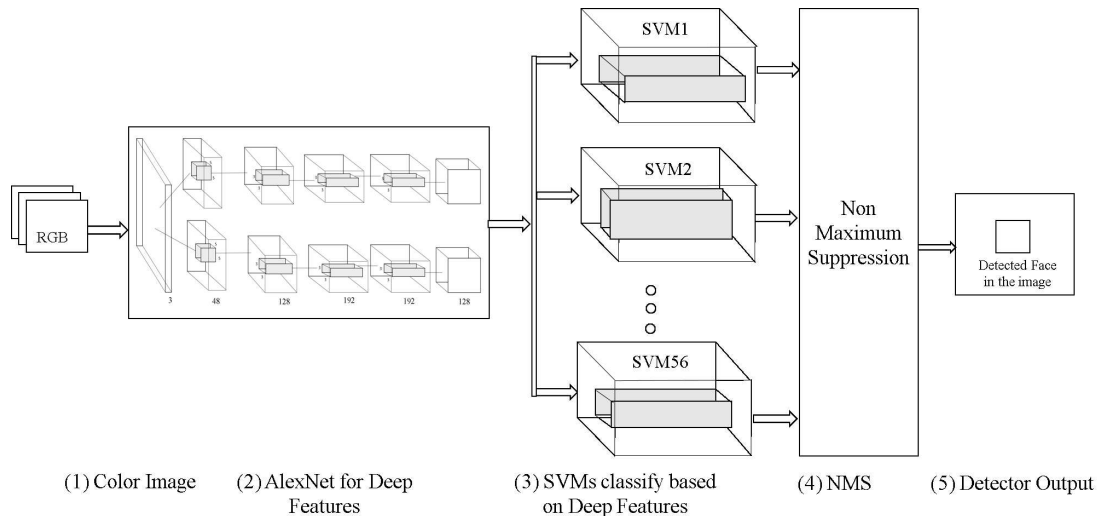 RGB
3
48
128
192
192
128
SVM1
SVM2
SVM56
Non
Maximum
Suppression
Detected Face
in the image
(1) Color Image
(2) AlexNet for Deep
Features
(3) SVMs classify based
on Deep Features
(4) NMS
(5) Detector Output